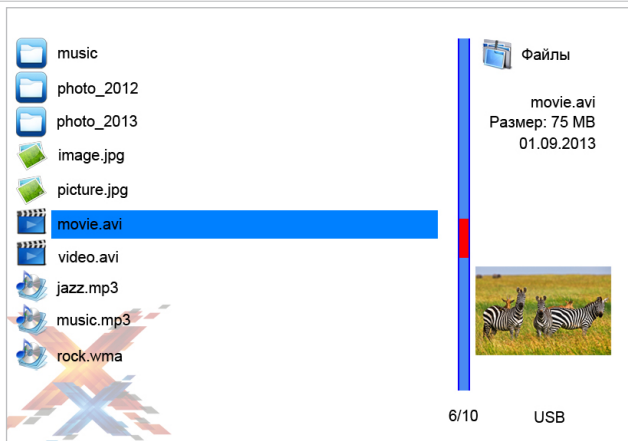 music
photo_2012
photo_2013
image.jpg
picture.jpg
movie.avi
video.avi
jazz.mp3
music.mp3
rock.wma
Файлы
movie.avi
Размер: 75 MB
01.09.2013
6/10
USB